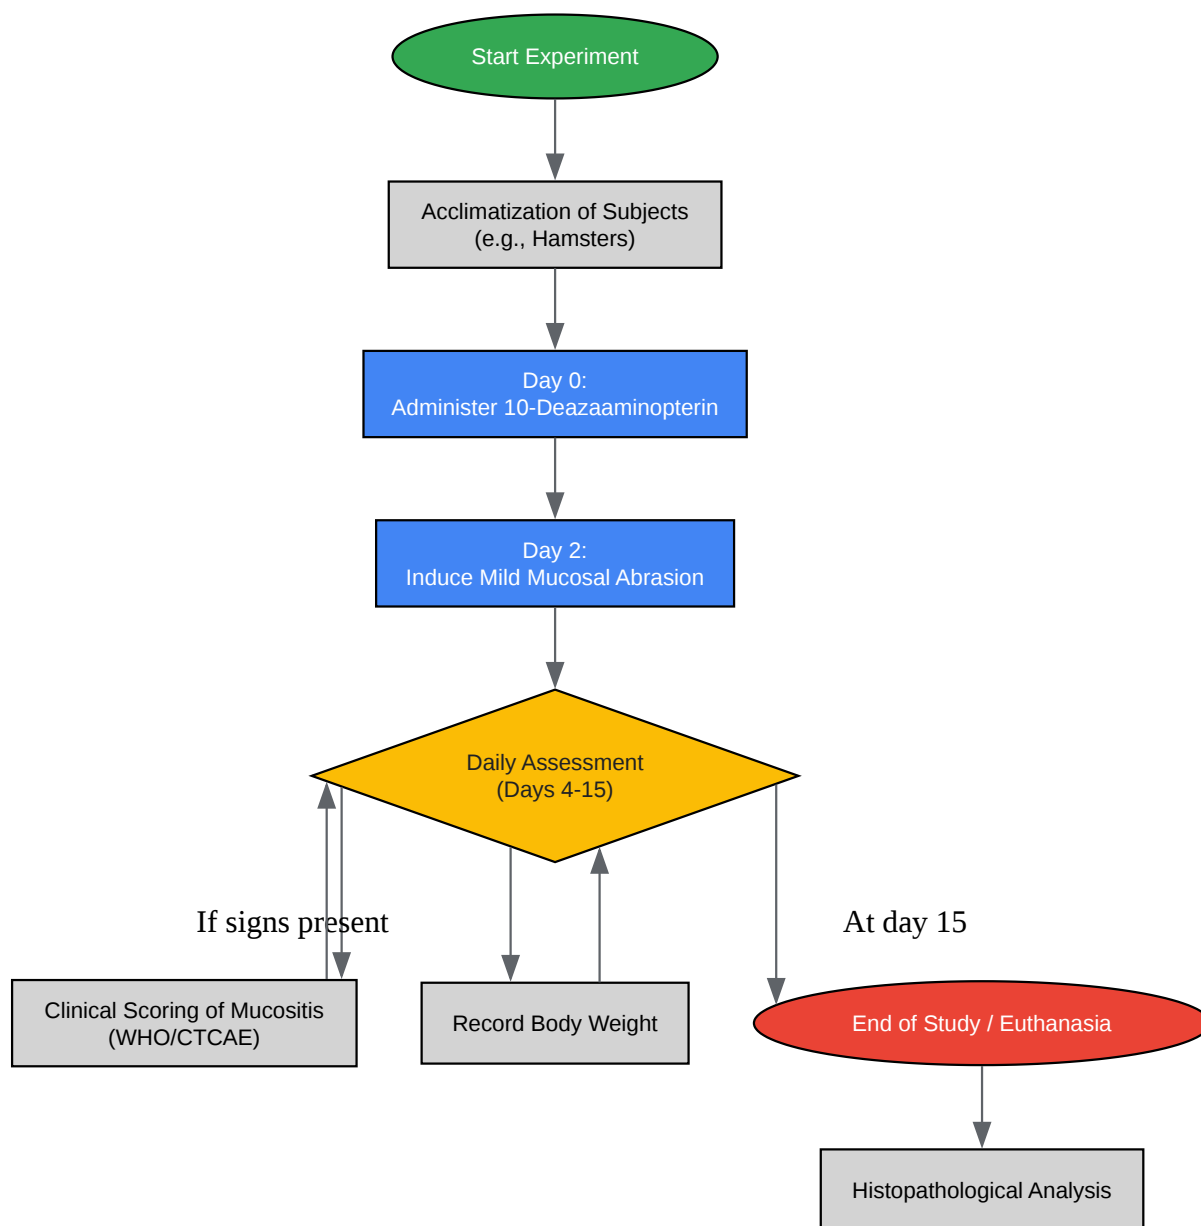 Start Experiment
Acclimatization of Subjects
(e.g., Hamsters)
Day 0:
Administer 10-Deazaaminopterin
Day 2:
Induce Mild Mucosal Abrasion
Daily Assessment
(Days 4-15)
If signs present
At day 15
Clinical Scoring of Mucositis
(WHO/CTCAE)
Record Body Weight
End of Study / Euthanasia
Histopathological Analysis